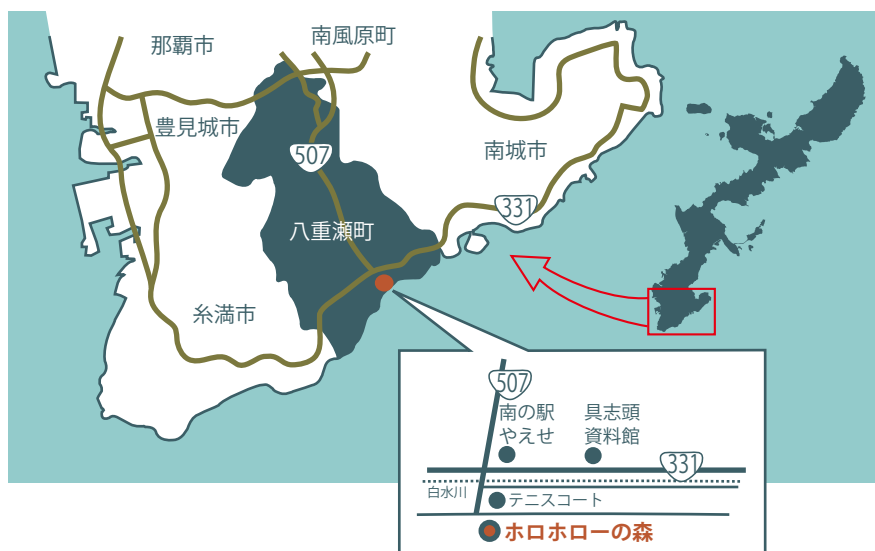 那覇市
南風原町
豊見城市
507
南城市
331
八重瀬町
糸満市
507
南の駅
やえせ
具志頭
資料館
331
白水川
テニスコート
ホロホローの森